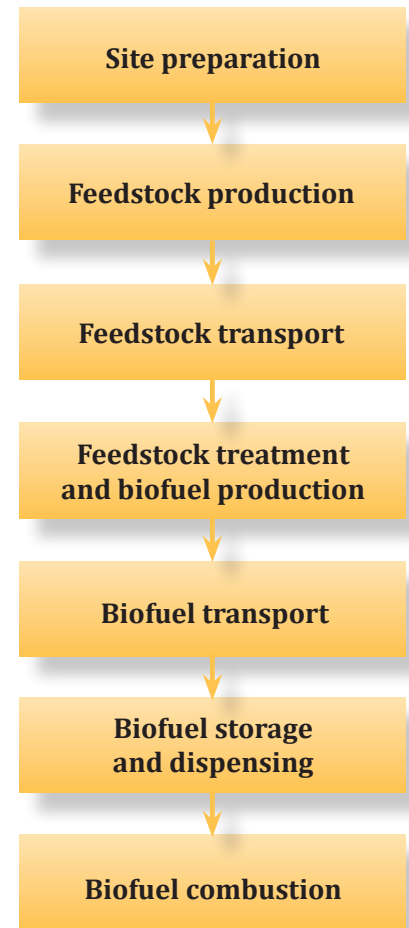 Site preparation
Feedstock production
Feedstock transport
Feedstock treatment
and biofuel production
Biofuel transport
Biofuel storage
and dispensing
Biofuel combustion